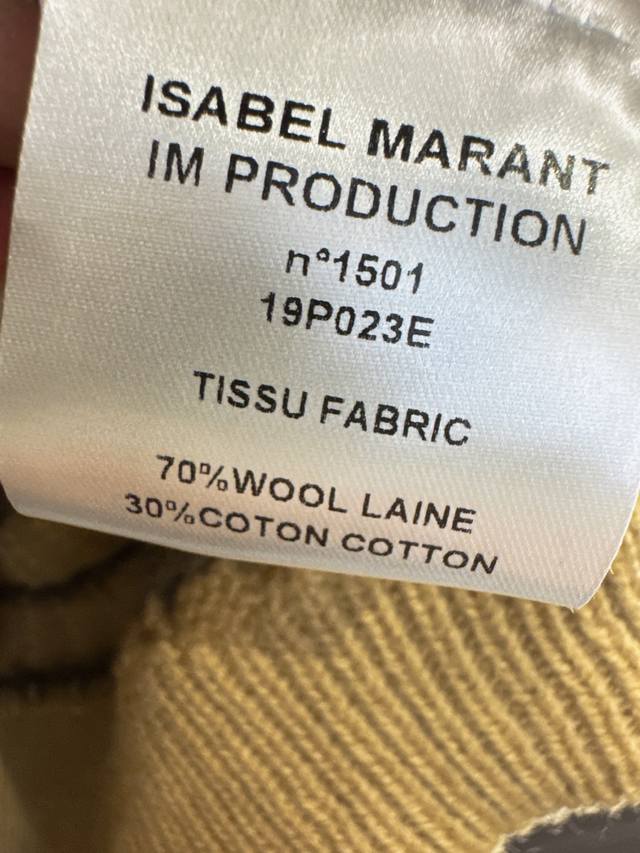 ISABEL MARANT
IM PRODUCTION
n°1501
19P023E
TISSU FABRIC
70%WOOL LAINE
30%COTON COTTON